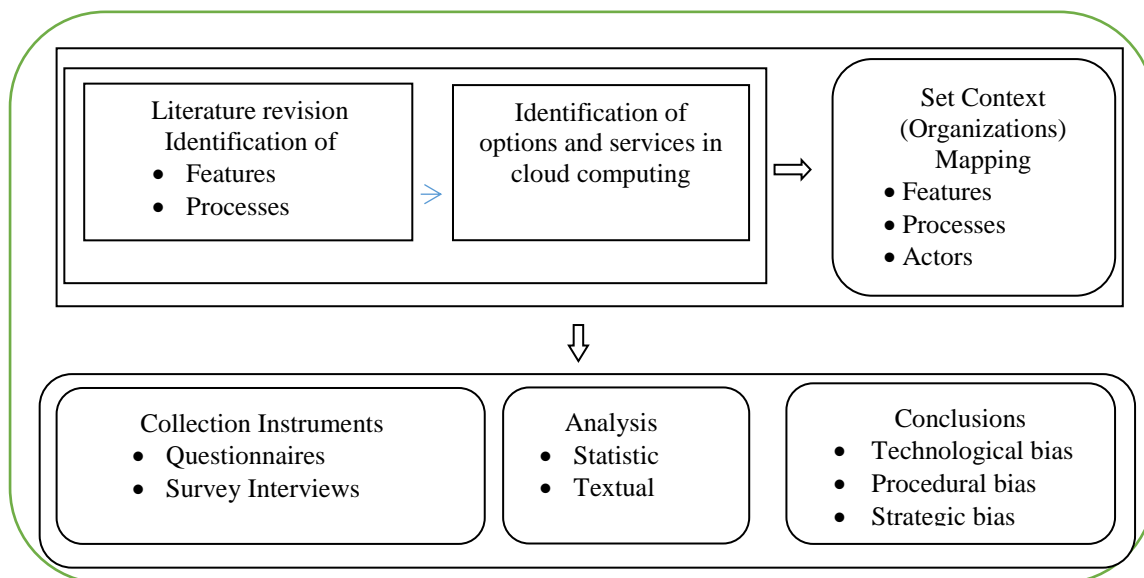 Literature revision
Identification of
• Features
• Processes
Identification of
options and services in
cloud computing
Set Context
(Organizations)
Mapping
• Features
• Processes
• Actors
Collection Instruments
• Questionnaires
• Survey Interviews
Analysis
• Statistic
• Textual
Conclusions
• Technological bias
• Procedural bias
• Strategic bias